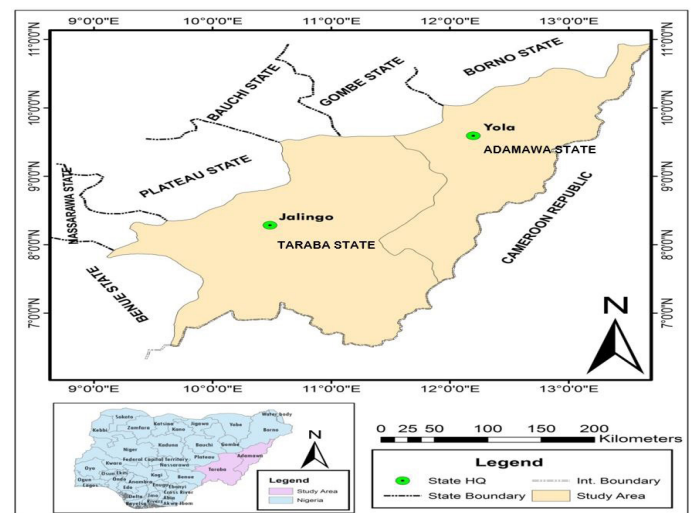 9°0'0"E 10°0'0"E 11°0'0"E 12°0'0"E 13°0'0"E
11°0'0"N
10°0'0"N
9°0'0"N
8°0'0"N
7°0'0"N
BAUCHI STATE
GOMBE STATE
BORNO STATE
Yola
ADAMAWA STATE
PLATEAU STATE
NASSARAWA STATE
Jalingo
TARABA STATE
CAMEROON REPUBLIC
BENUE STATE
N
11°0'0"N
10°0'0"N
9°0'0"N
8°0'0"N
7°0'0"N
9°0'0"E 10°0'0"E 11°0'0"E 12°0'0"E 13°0'0"E
Sokoto
Katsina
Jigawa
Yobe
Water body
Borno
Kebbi
Zamfara
Kano
Kaduna
Bauchi
Gombe
Niger
Adamawa
Plateau
Federal Capital Territory
Nassarawa
Taraba
Kwara
Oyo
Osun
Ekiti
Kogi
Benue
Ogun
Ondo
Lagos
Edo
Anambra
Enugu
Ebonyi
Cross River
Delta
Imo
Abia
N
Legend
Study Area
Nigeria
0 25 50 100 150 200
Kilometers
Legend
State HQ Int. Boundary
State Boundary Study Area